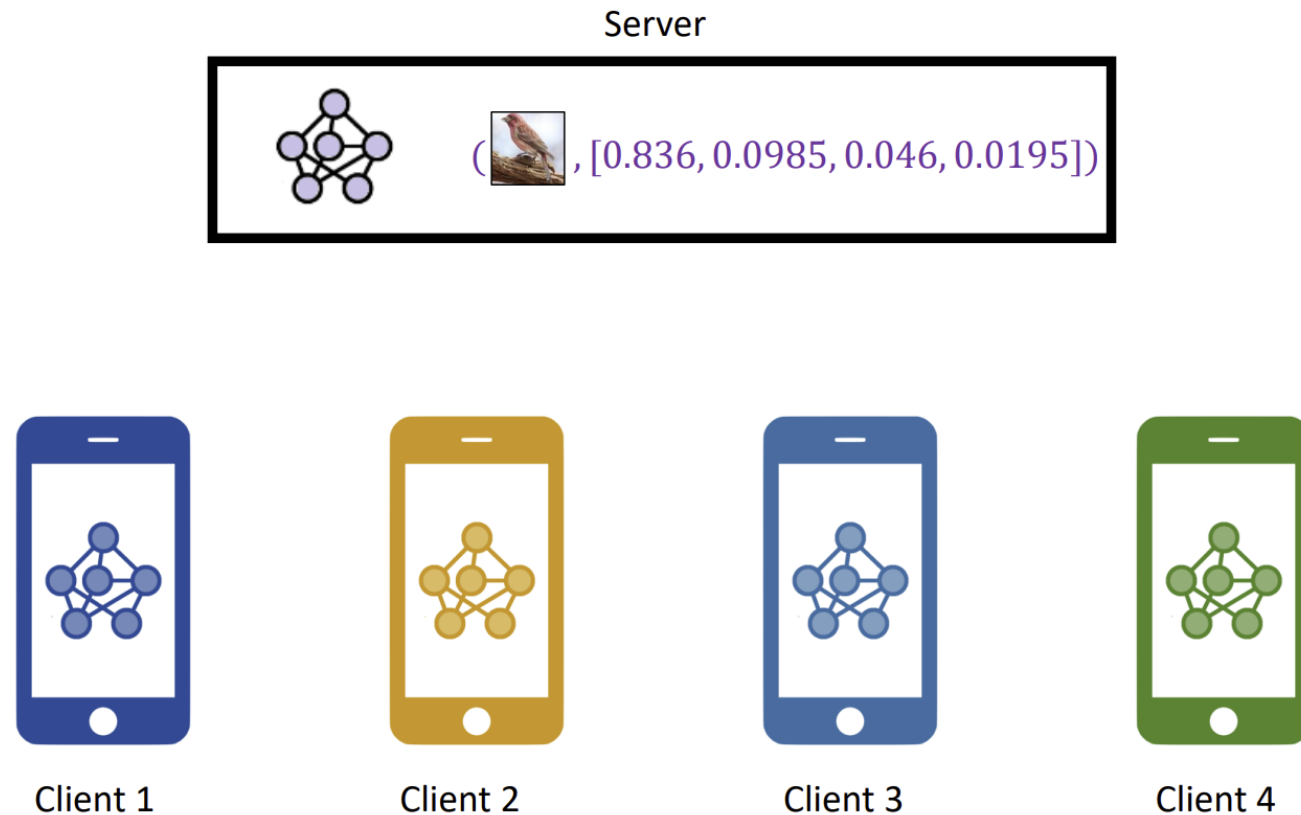 Server
( , [0.836, 0.0985, 0.046, 0.0195])
Client 1
Client 2
Client 3
Client 4